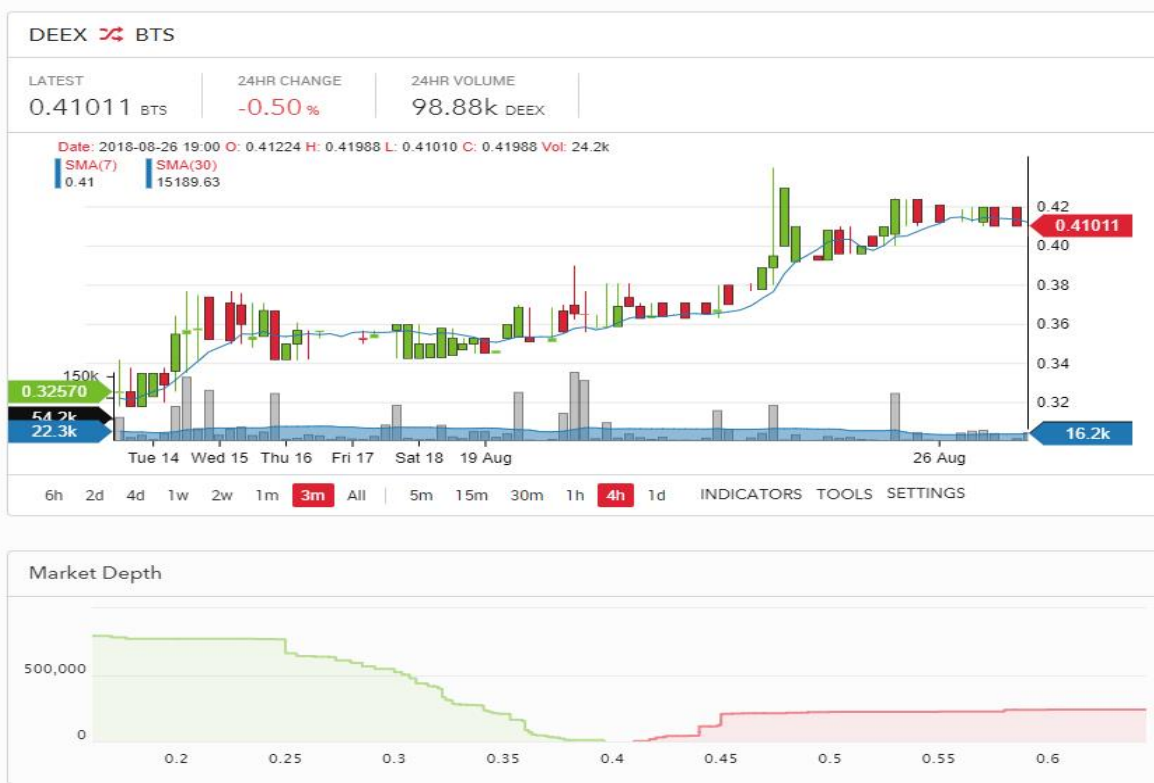 DEEX BTS
LATEST 24HR CHANGE 24HR VOLUME
0.41011 BTS -0.50 % 98.88k DEEX
Date: 2018-08-26 19:00 O: 0.41224 H: 0.41988 L: 0.41010 C: 0.41988 Vol: 24.2k
SMA(7) SMA(30)
0.41 15189.63
0.42
0.41011
0.40
0.38
0.36
0.34
150k
0.32570
0.32
54.2k
22.3k 16.2k
Tue 14 Wed 15 Thu 16 Fri 17 Sat 18 19 Aug 26 Aug
6h 2d 4d 1w 2w 1m 3m All 5m 15m 30m 1h 4h 1d INDICATORS TOOLS SETTINGS
Market Depth
500,000
0
0.2 0.25 0.3 0.35 0.4 0.45 0.5 0.55 0.6